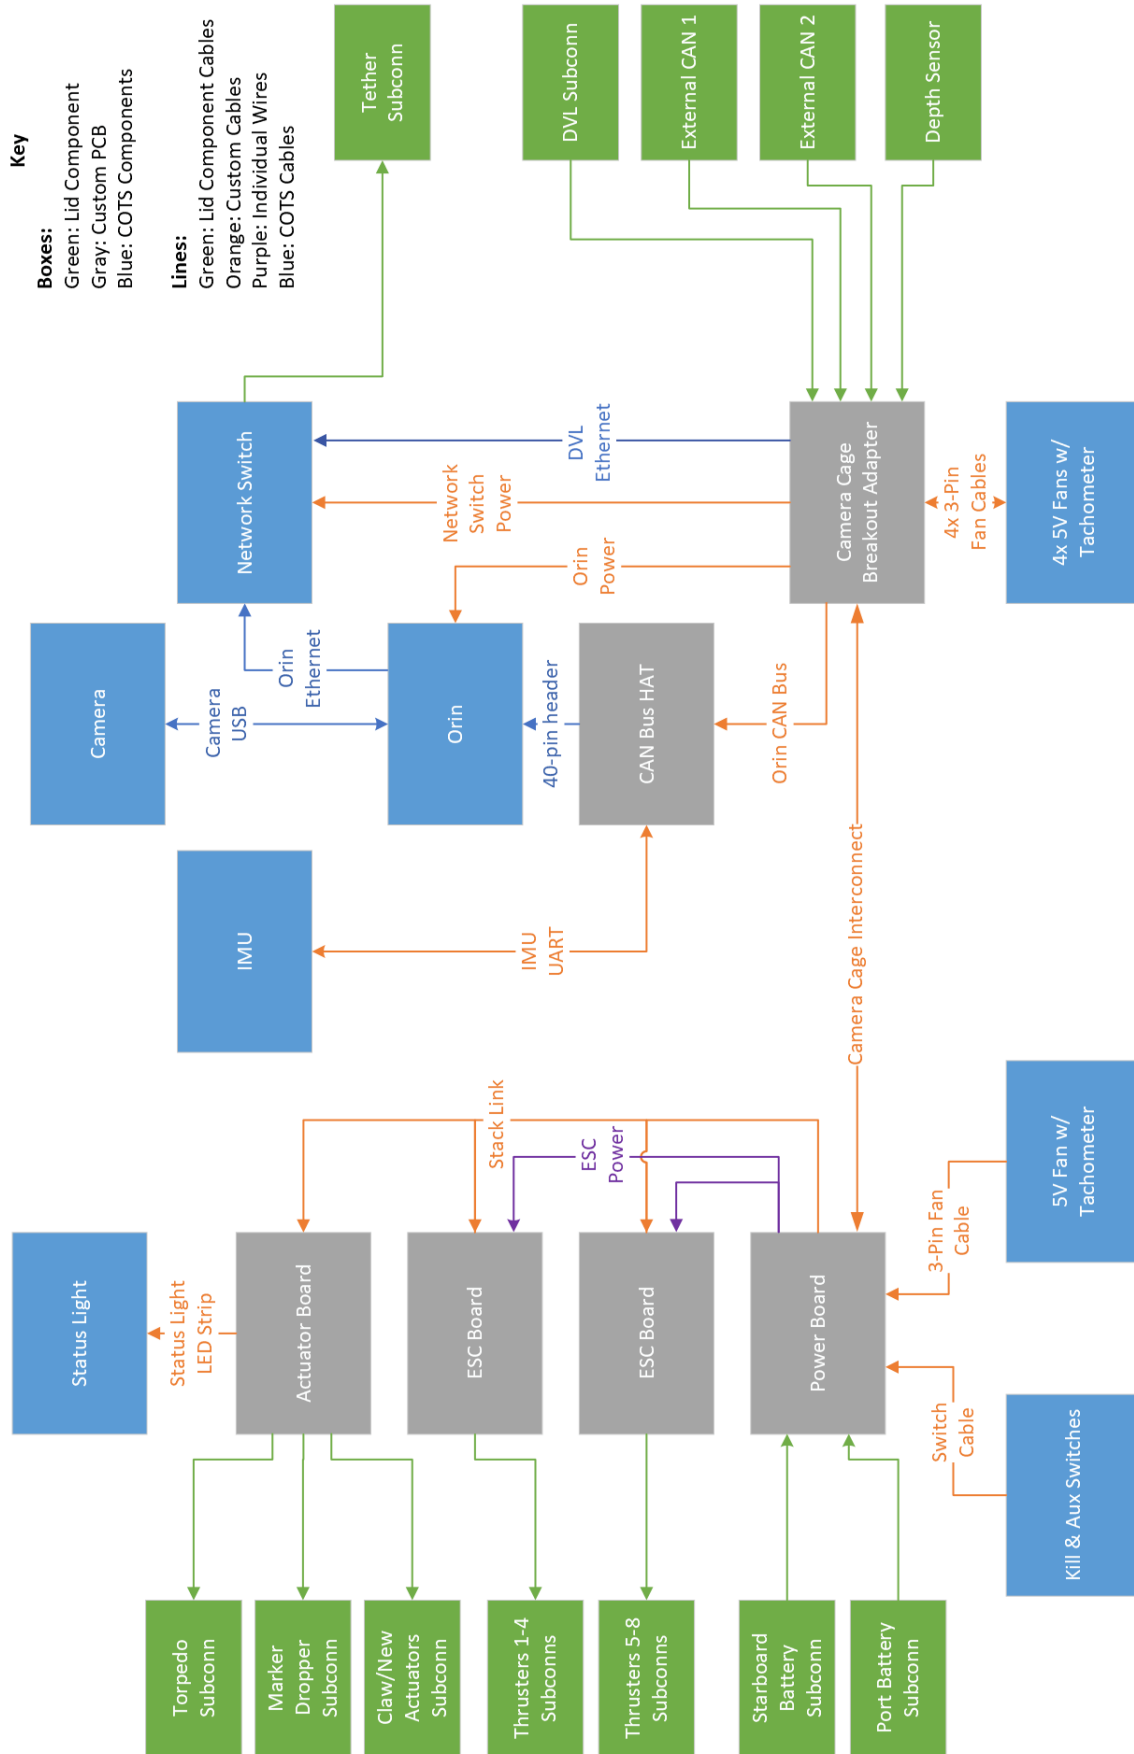 Key
Boxes:
Green: Lid Component
Gray: Custom PCB
Blue: COTS Components
Lines:
Green: Lid Component Cables
Orange: Custom Cables
Purple: Individual Wires
Blue: COTS Cables
Status Light
Status Light
LED Strip
Torpedo
Subconn
Marker
Dropper
Subconn
Claw/New
Actuators
Subconn
Actuator Board
Thrusters 1-4
Subconns
ESC Board
Thrusters 5-8
Subconns
ESC Board
Starboard
Battery
Subconn
Port Battery
Subconn
Power Board
Stack Link
ESC
Power
Switch
Cable
3-Pin Fan
Cable
Kill & Aux Switches
5V Fan w/
Tachometer
Camera Cage Interconnect
IMU
IMU
UART
Camera
Camera
USB
Orin
Ethernet
Orin
40-pin header
CAN Bus HAT
Orin CAN Bus
Network Switch
Orin
Power
Network
Switch
Power
DVL
Ethernet
Camera Cage
Breakout Adapter
4x 3-Pin
Fan Cables
4x 5V Fans w/
Tachometer
Tether
Subconn
DVL Subconn
External CAN 1
External CAN 2
Depth Sensor